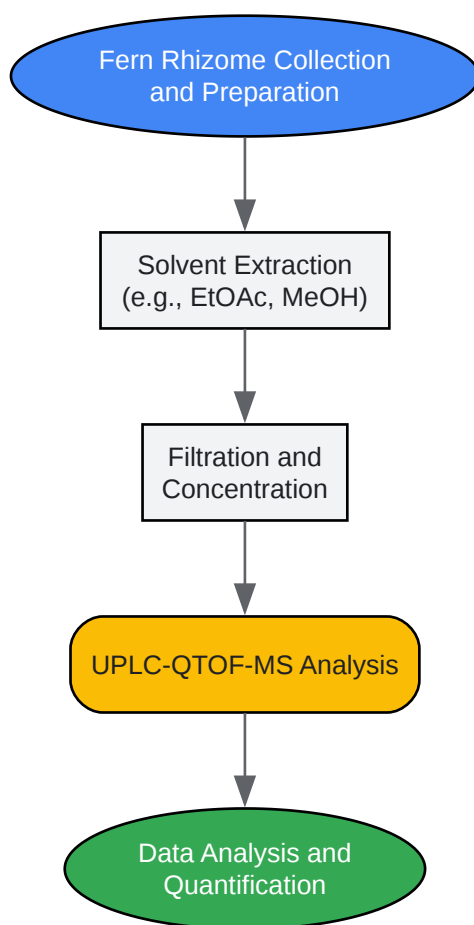 Fern Rhizome Collection
and Preparation
Solvent Extraction
(e.g., EtOAc, MeOH)
Filtration and
Concentration
UPLC-QTOF-MS Analysis
Data Analysis and
Quantification